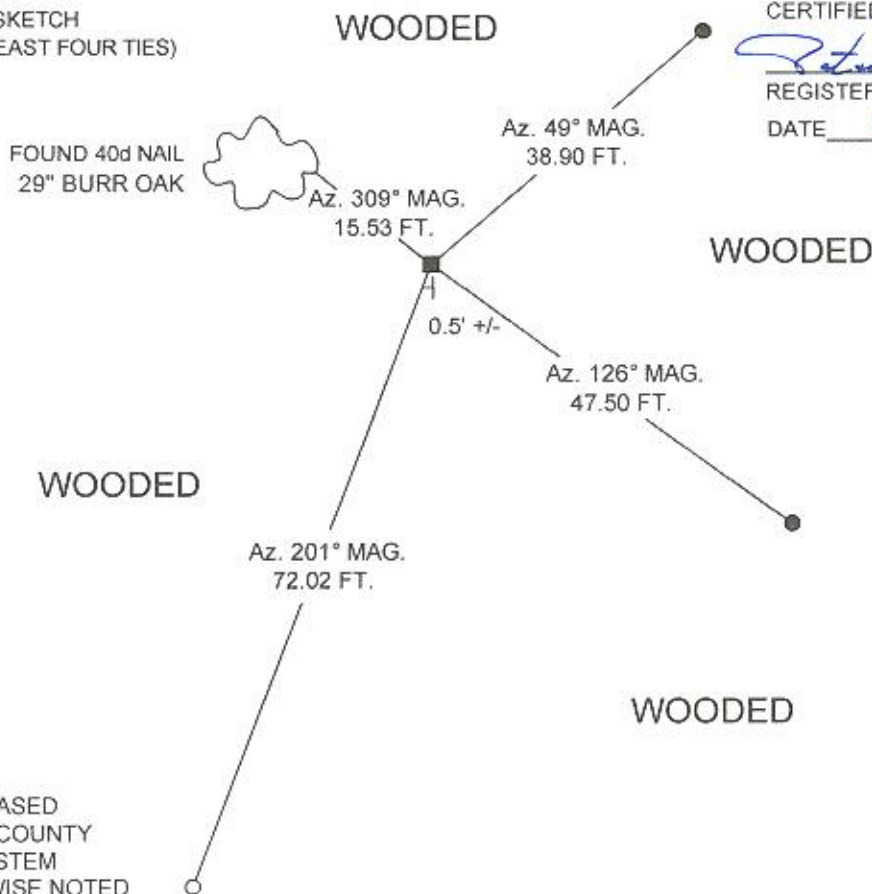 SKETCH
EAST FOUR TIES)
WOODED
CERTIFIED
REGISTER
DATE
FOUND 40d NAIL
29" BURR OAK
Az. 49° MAG.
38.90 FT.
Az. 309° MAG.
15.53 FT.
WOODED
0.5' +/-
Az. 126° MAG.
47.50 FT.
WOODED
Az. 201° MAG.
72.02 FT.
WOODED
ASED
COUNTY
STEM
WISE NOTED